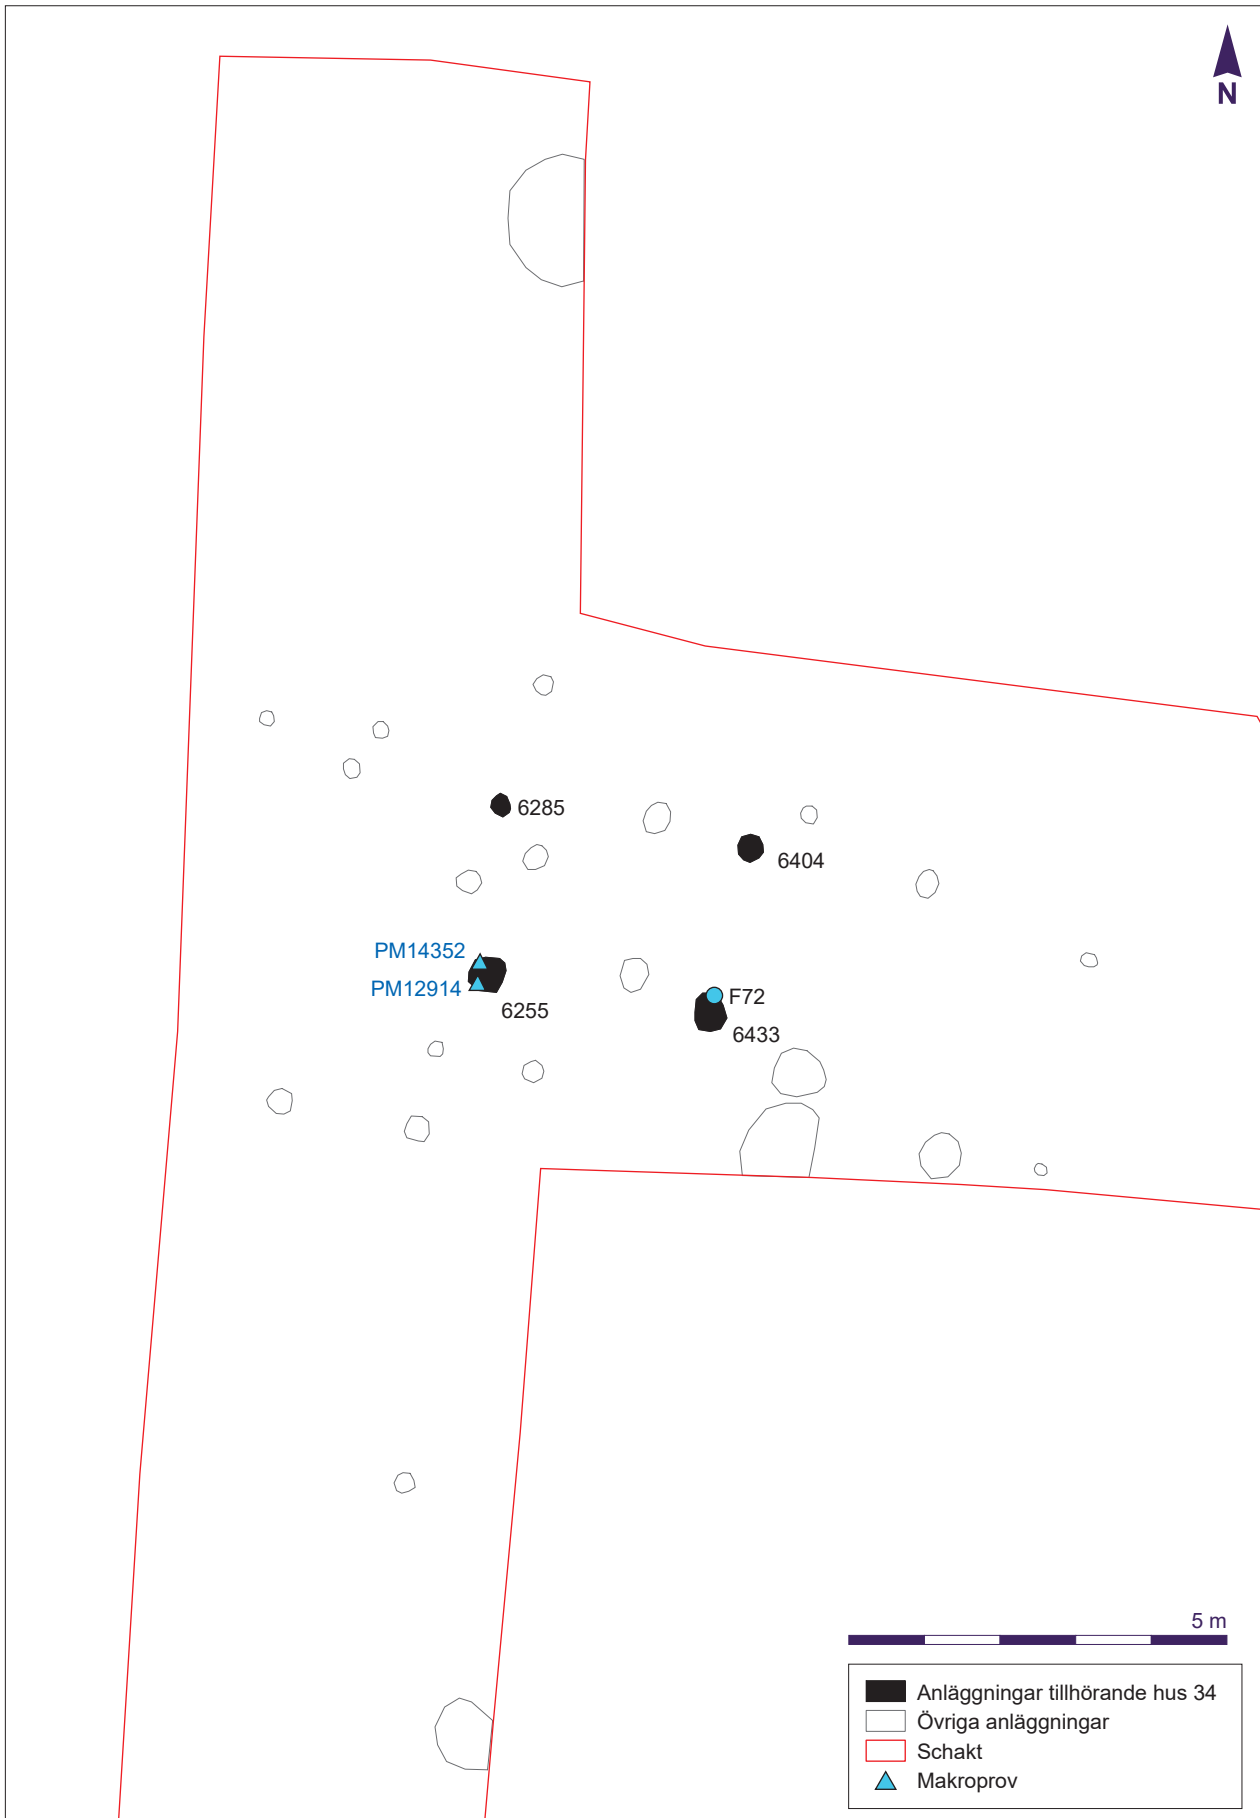 N
6285
6404
PM14352
PM12914
6255
F72
6433
5 m
Anläggningar tillhörande hus 34
Övriga anläggningar
Schakt
Makroprov